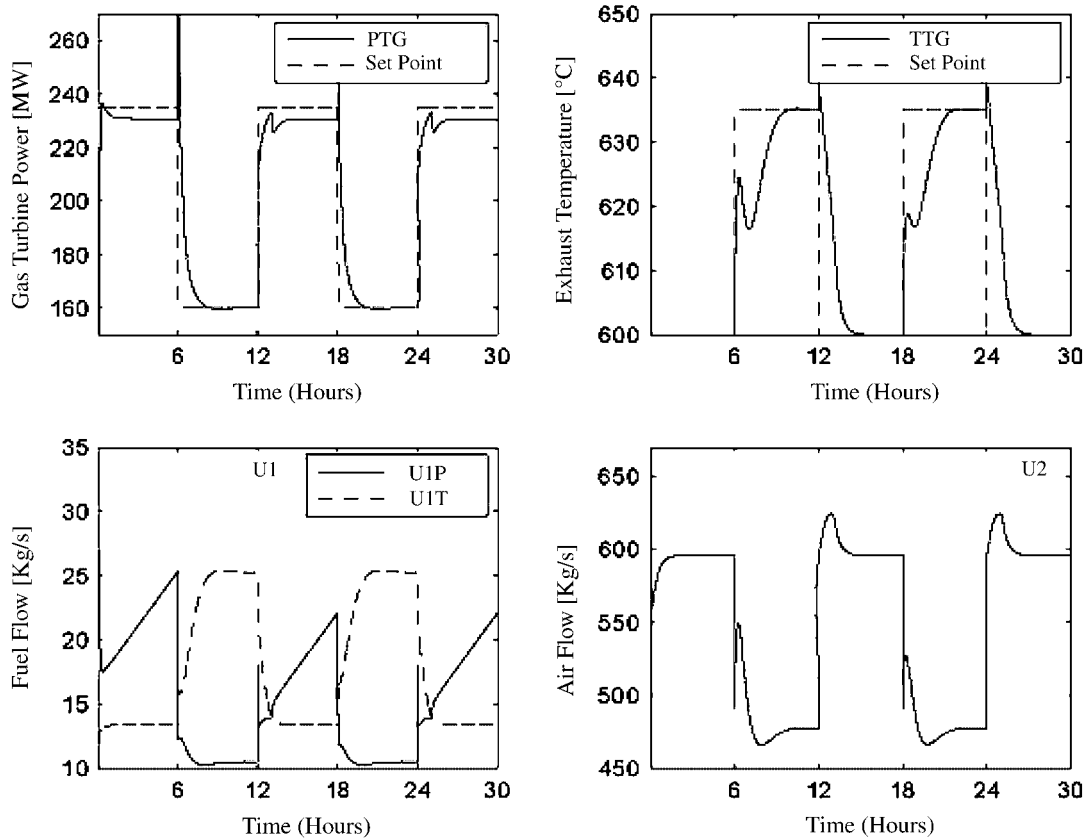 Gas Turbine Power [MW]
260
240
220
200
180
160
PTG
Set Point
6
12
18
24
30
Time (Hours)
Exhaust Temperature [°C]
650
640
630
620
610
600
TTG
Set Point
6
12
18
24
30
Time (Hours)
Fuel Flow [Kg/s]
35
30
25
20
15
10
U1
U1P
U1T
6
12
18
24
30
Time (Hours)
Air Flow [Kg/s]
650
600
550
500
450
U2
6
12
18
24
30
Time (Hours)